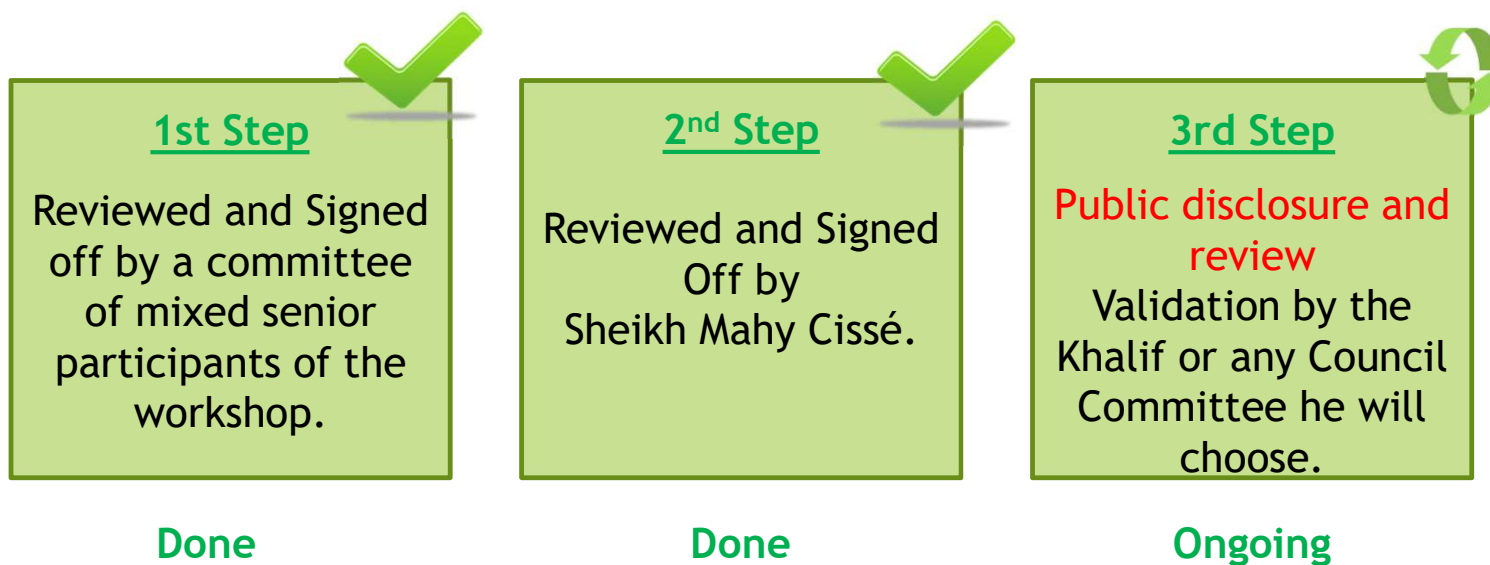 1st Step
Reviewed and Signed
off by a committee
of mixed senior
participants of the
workshop.
Done
2nd Step
Reviewed and Signed
Off by
Sheikh Mahy Cissé.
Done
3rd Step
Public disclosure and
review
Validation by the
Khalif or any Council
Committee he will
choose.
Ongoing